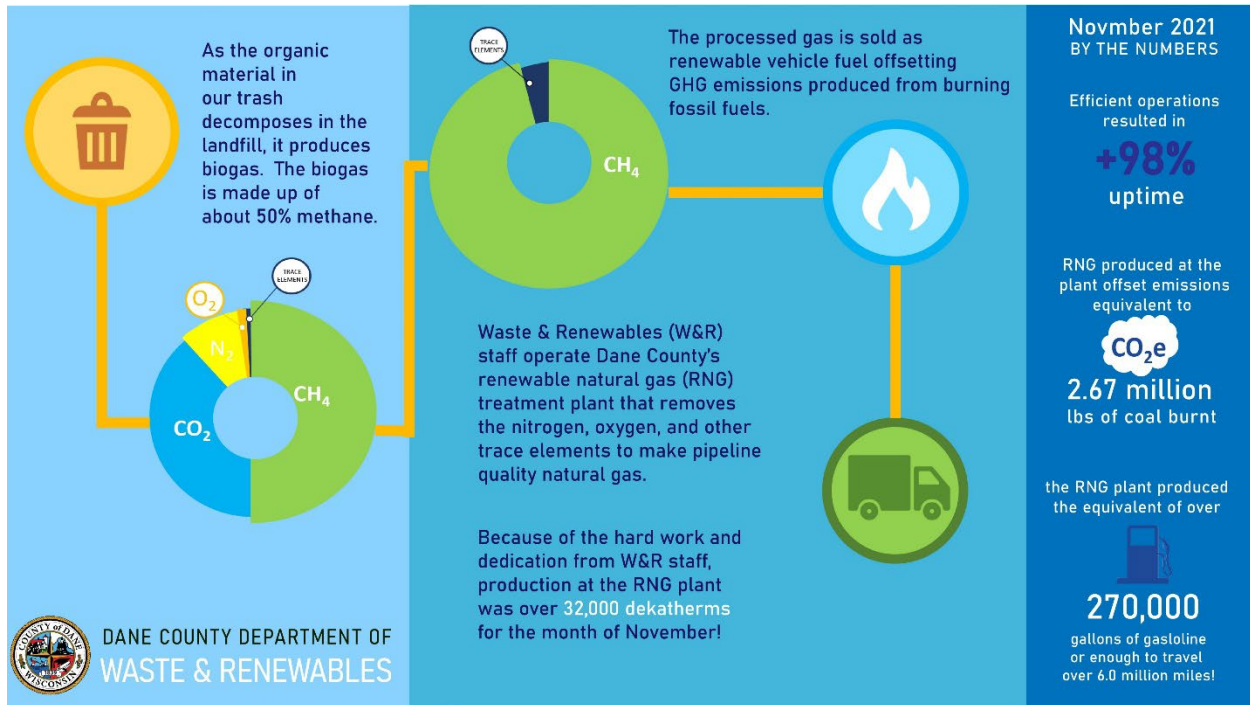 As the organic
material in
our trash
decomposes in the
landfill, it produces
biogas. The biogas
is made up of
about 50% methane.
TRACE
ELEMENTS
O₂
N₂
CO₂
CH₄
TRACE
ELEMENTS
CH₄
The processed gas is sold as
renewable vehicle fuel offsetting
GHG emissions produced from burning
fossil fuels.
Waste & Renewables (W&R)
staff operate Dane County's
renewable natural gas (RNG)
treatment plant that removes
the nitrogen, oxygen, and other
trace elements to make pipeline
quality natural gas.
Because of the hard work and
dedication from W&R staff,
production at the RNG plant
was over 32,000 dekatherms
for the month of November!
COUNTY OF DANE
WISCONSIN
DANE COUNTY DEPARTMENT OF
WASTE & RENEWABLES
Novmber 2021
BY THE NUMBERS
Efficient operations
resulted in
+98%
uptime
RNG produced at the
plant offset emissions
equivalent to
CO₂e
2.67 million
lbs of coal burnt
the RNG plant produced
the equivalent of over
270,000
gallons of gastoline
or enough to travel
over 6.0 million miles!